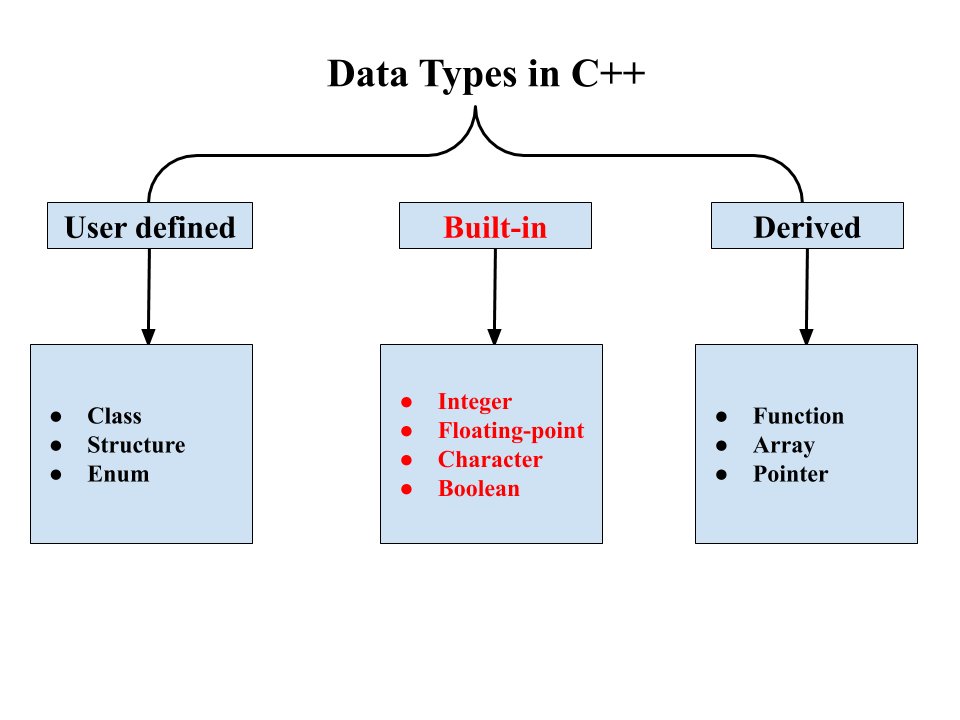 Data Types in C++
User defined
Built-in
Derived
● Class
● Structure
● Enum
● Integer
● Floating-point
● Character
● Boolean
● Function
● Array
● Pointer